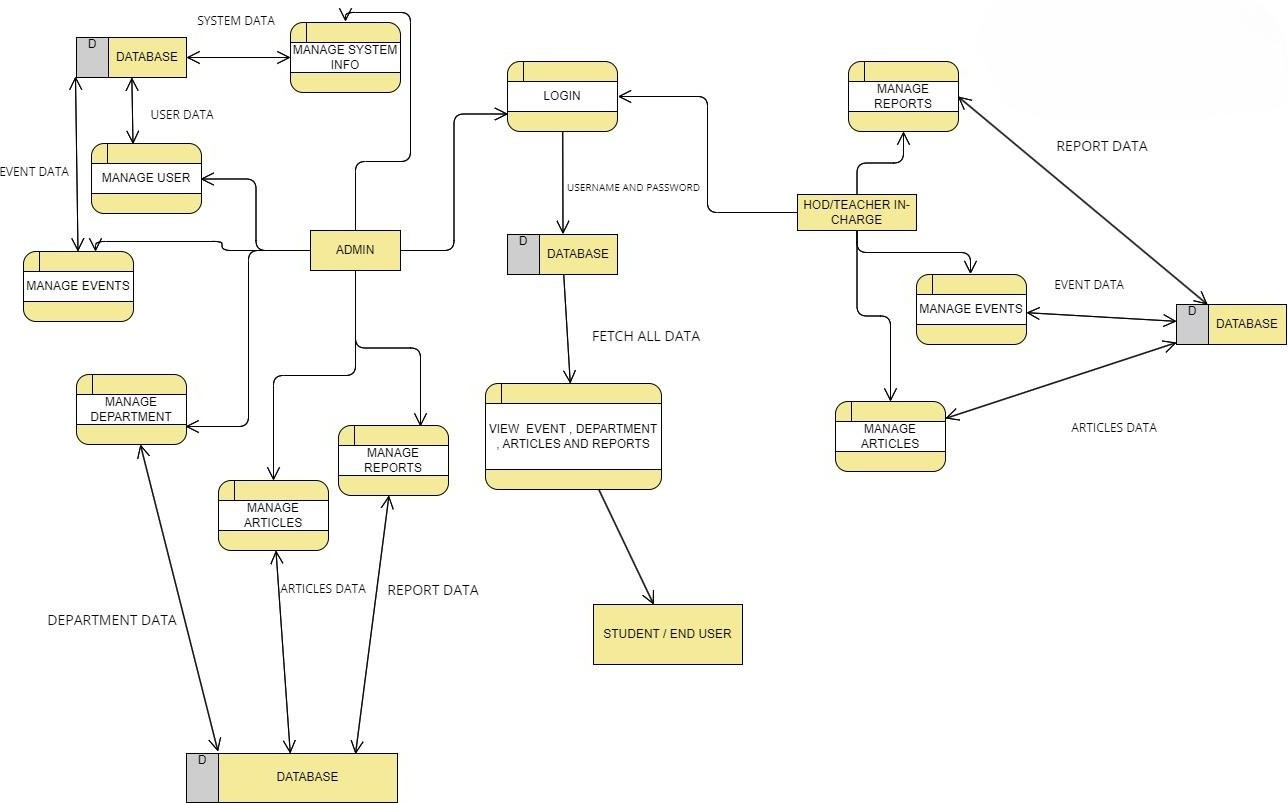 SYSTEM DATA
D
DATABASE
MANAGE SYSTEM
INFO
USER DATA
EVENT DATA
MANAGE USER
MANAGE EVENTS
ADMIN
LOGIN
USERNAME AND PASSWORD
D
DATABASE
FETCH ALL DATA
VIEW EVENT , DEPARTMENT
, ARTICLES AND REPORTS
STUDENT / END USER
MANAGE
DEPARTMENT
MANAGE
REPORTS
MANAGE
ARTICLES
DEPARTMENT DATA
ARTICLES DATA
REPORT DATA
D
DATABASE
MANAGE
REPORTS
REPORT DATA
HOD/TEACHER IN-
CHARGE
MANAGE EVENTS
EVENT DATA
D
DATABASE
MANAGE
ARTICLES
ARTICLES DATA